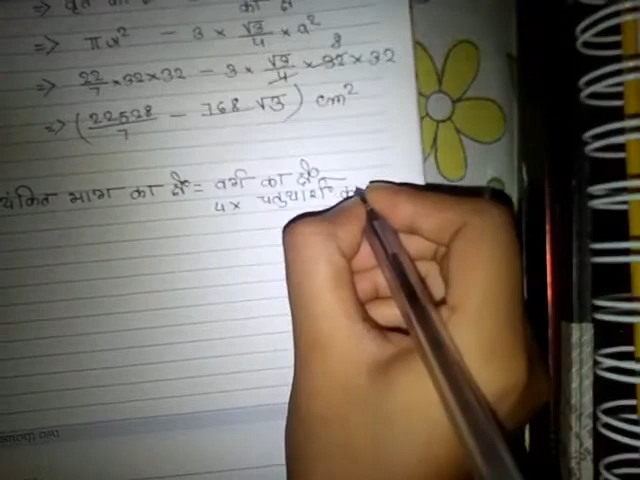 => πa² - 3 × √3/4 × a²
=> 22/7 × 32 × 32 - 3 × √3/4 × 32 × 32
8
=> (22528/7 - 768 √3) cm²
अंकित भाग का क्षे॰ = वर्ग का क्षे॰
4 × चतुर्थांश का